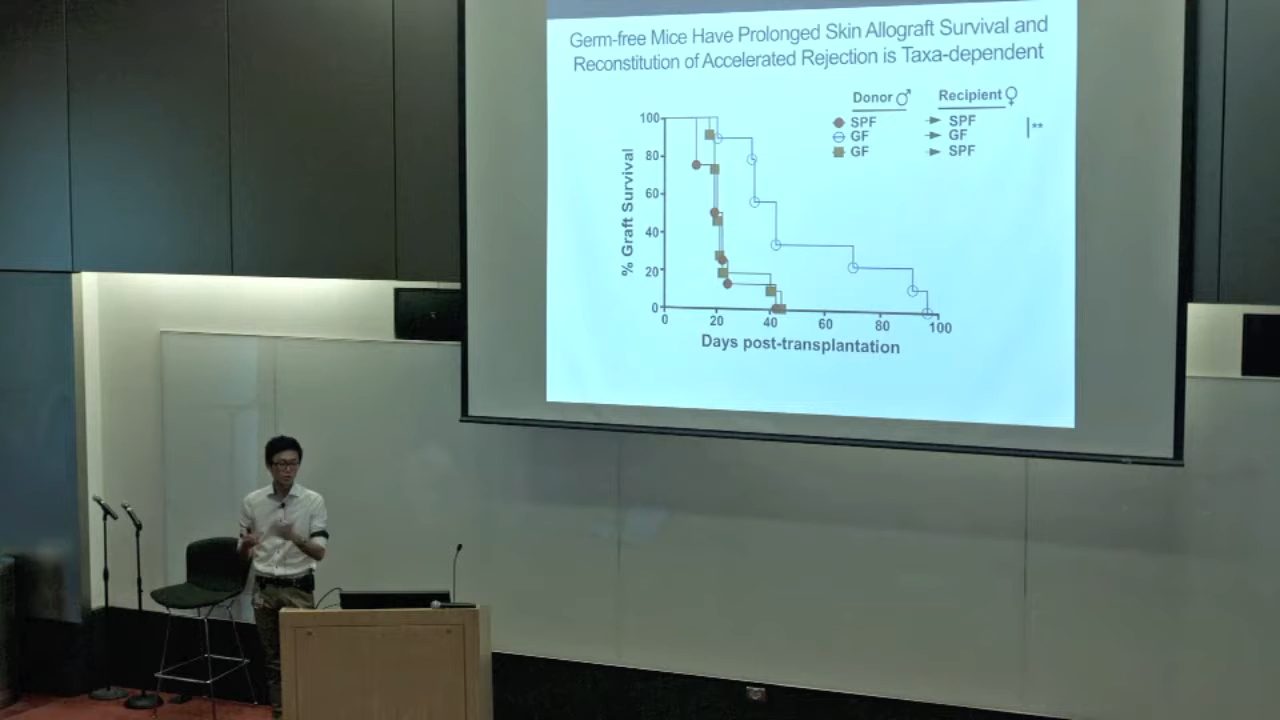 Germ-free Mice Have Prolonged Skin Allograft Survival and
Reconstitution of Accelerated Rejection is Taxa-dependent
Donor ♂ Recipient ♀
SPF SPF
GF GF **
GF SPF
% Graft Survival
100
80
60
40
20
0
0 20 40 60 80 100
Days post-transplantation